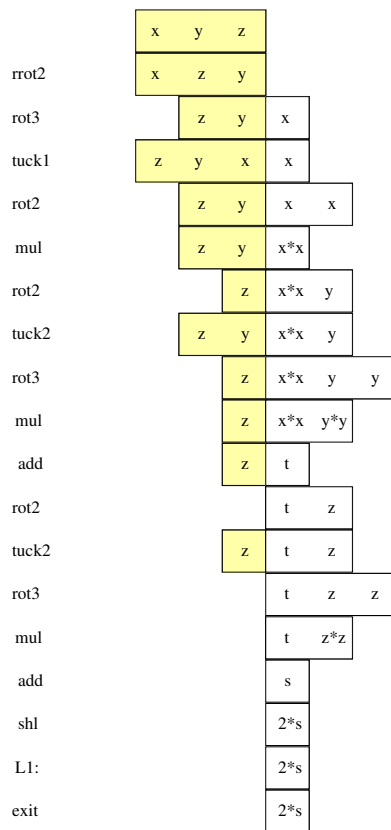 x y z
rrot2 x z y
rot3 z y x
tuck1 z y x x
rot2 z y x x
mul z y x*x
rot2 z x*x y
tuck2 z y x*x y
rot3 z x*x y y
mul z x*x y*y
add z t
rot2 t z
tuck2 z t z
rot3 t z z
mul t z*z
add s
shl 2*s
L1: 2*s
exit 2*s